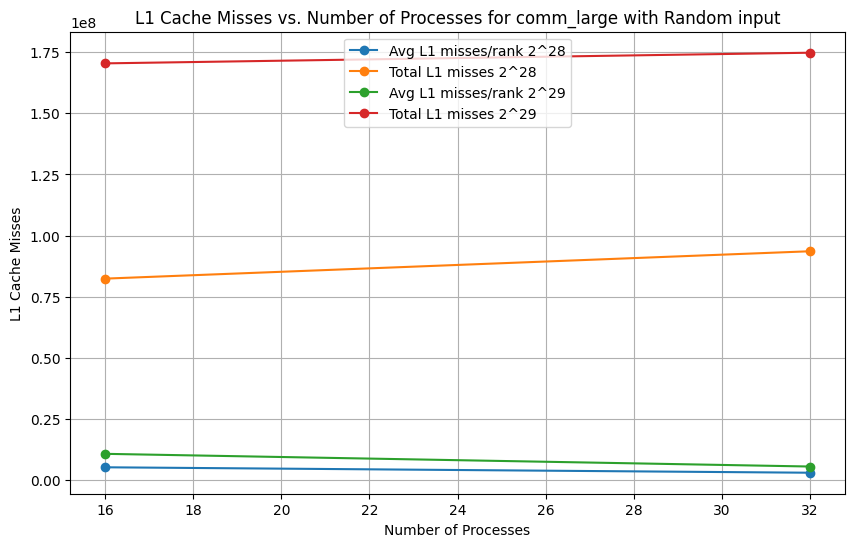 L1 Cache Misses vs. Number of Processes for comm_large with Random input
1e8
Avg L1 misses/rank 2^28
Total L1 misses 2^28
Avg L1 misses/rank 2^29
Total L1 misses 2^29
1.75
1.50
1.25
1.00
0.75
0.50
0.25
0.00
L1 Cache Misses
16 18 20 22 24 26 28 30 32
Number of Processes